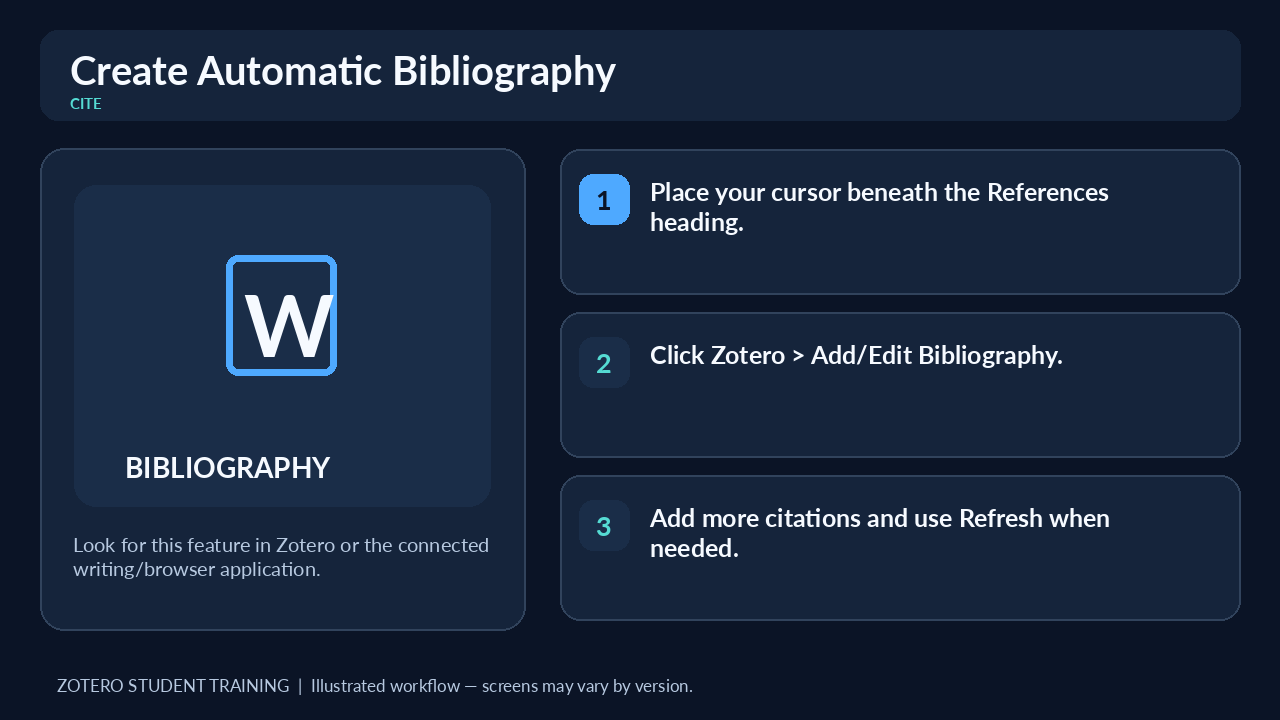 Create Automatic Bibliography
CITE
W
BIBLIOGRAPHY
Look for this feature in Zotero or the connected
writing/browser application.
1
Place your cursor beneath the References
heading.
2
Click Zotero > Add/Edit Bibliography.
3
Add more citations and use Refresh when
needed.
ZOTERO STUDENT TRAINING | Illustrated workflow — screens may vary by version.